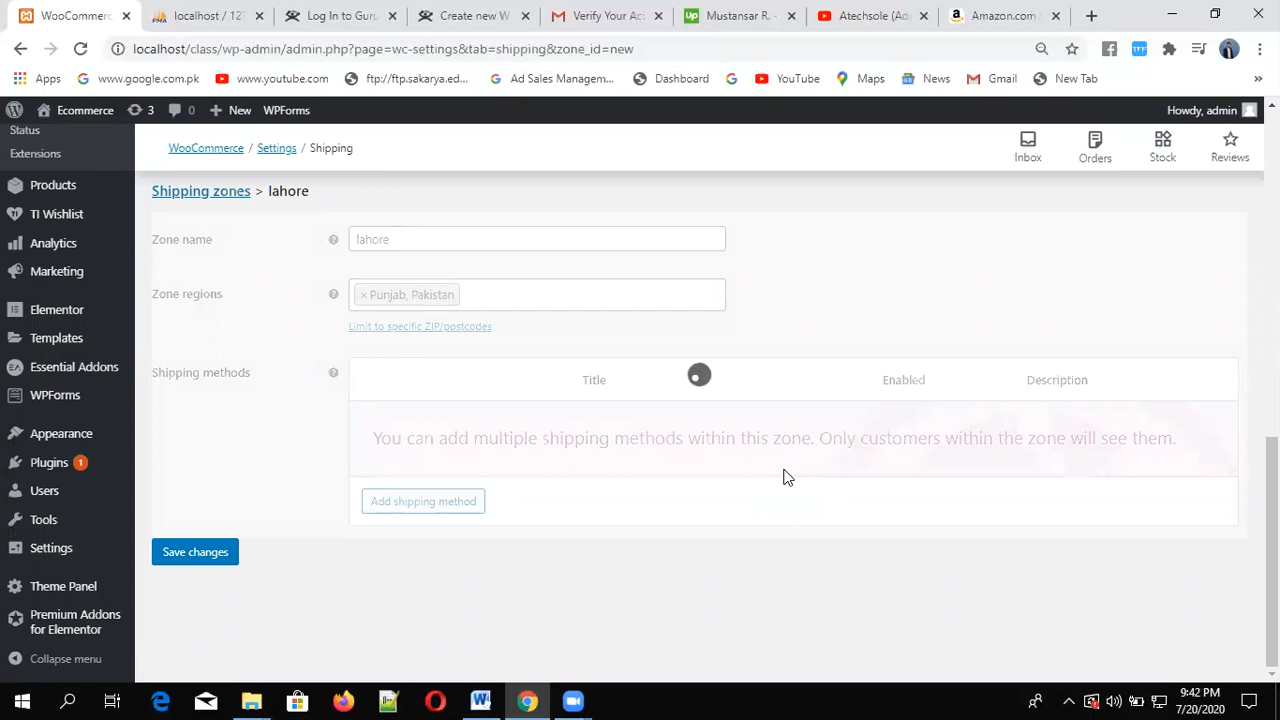 WooCommerc
localhost / 12
Log In to Guru
Create new W
Verify Your Ac
Mustansar R. -
Atechsole (Ad
Amazon.com
localhost/class/wp-admin/admin.php?page=wc-settings&tab=shipping&zone_id=new
Apps
www.google.com.pk
www.youtube.com
ftp://ftp.sakarya.ed...
Ad Sales Managem...
Dashboard
YouTube
Maps
News
Gmail
New Tab
»
Ecommerce
3
0
New
WPForms
Howdy, admin
Status
Extensions
Products
TI Wishlist
Analytics
Marketing
Elementor
Templates
Essential Addons
WPForms
Appearance
Plugins 1
Users
Tools
Settings
Theme Panel
Premium Addons
for Elementor
Collapse menu
WooCommerce / Settings / Shipping
Inbox
Orders
Stock
Reviews
Shipping zones > lahore
Zone name
lahore
Zone regions
× Punjab, Pakistan
Limit to specific ZIP/postcodes
Shipping methods
Title
Enabled
Description
You can add multiple shipping methods within this zone. Only customers within the zone will see them.
Add shipping method
Save changes
9:42 PM
7/20/2020